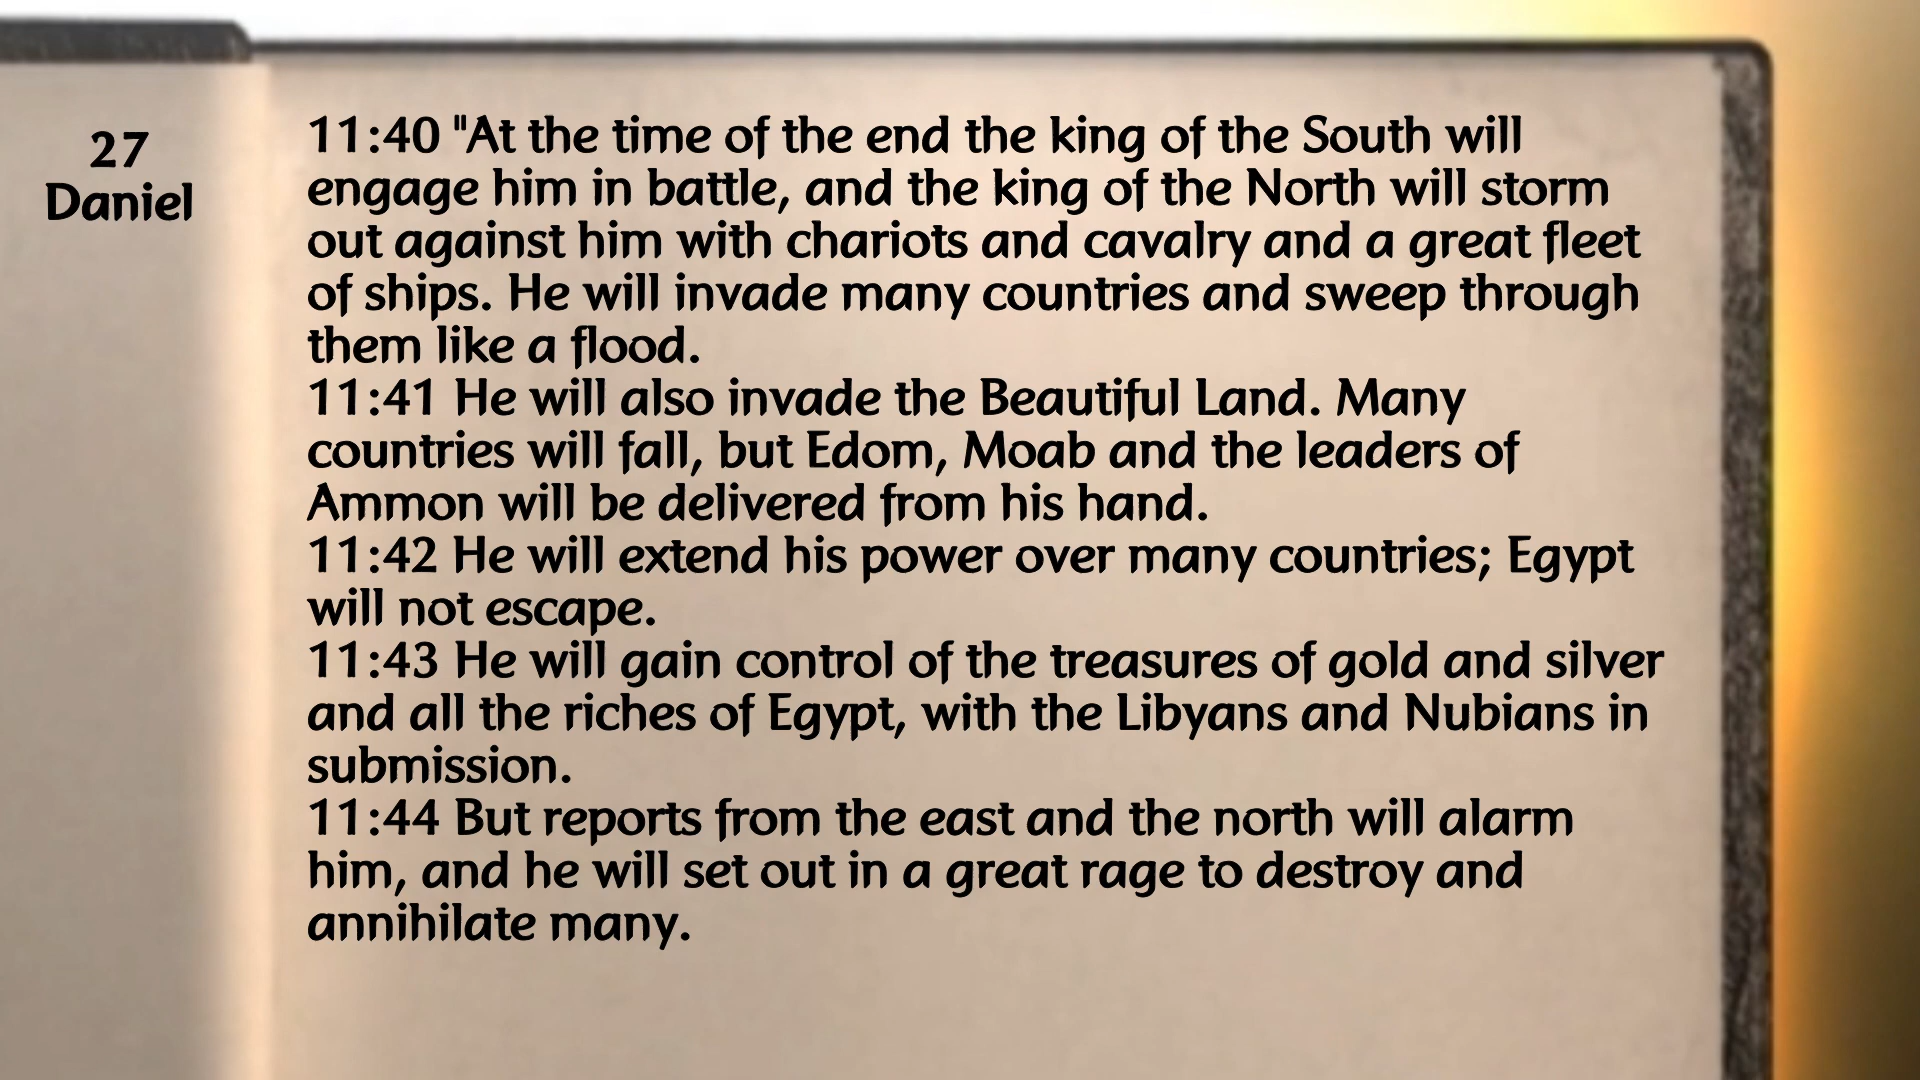 27
Daniel
11:40 "At the time of the end the king of the South will
engage him in battle, and the king of the North will storm
out against him with chariots and cavalry and a great fleet
of ships. He will invade many countries and sweep through
them like a flood.
11:41 He will also invade the Beautiful Land. Many
countries will fall, but Edom, Moab and the leaders of
Ammon will be delivered from his hand.
11:42 He will extend his power over many countries; Egypt
will not escape.
11:43 He will gain control of the treasures of gold and silver
and all the riches of Egypt, with the Libyans and Nubians in
submission.
11:44 But reports from the east and the north will alarm
him, and he will set out in a great rage to destroy and
annihilate many.